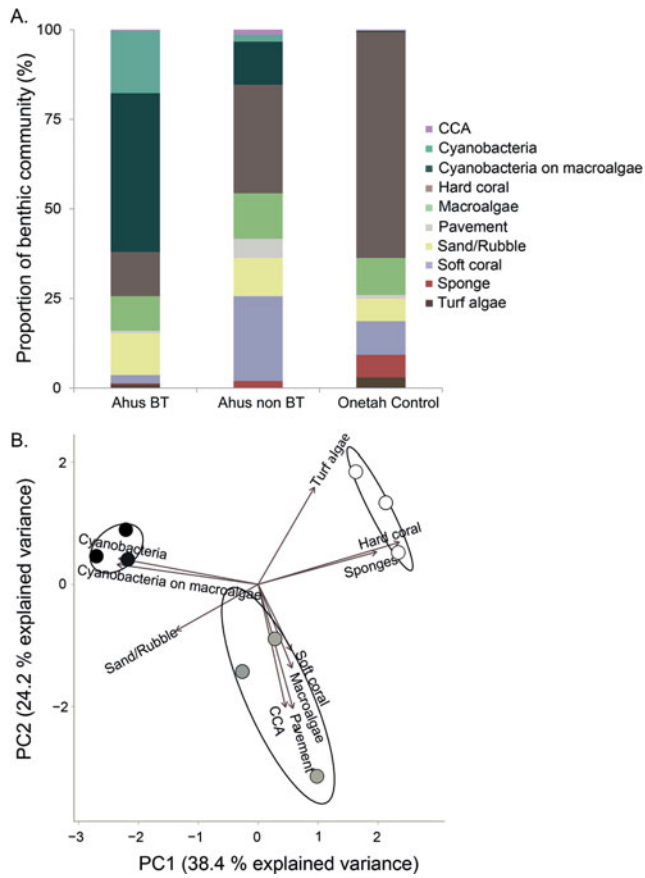 A.
Proportion of benthic community (%)
100
75
50
25
0
Ahus BT
Ahus non BT
Onetah Control
CCA
Cyanobacteria
Cyanobacteria on macroalgae
Hard coral
Macroalgae
Pavement
Sand/Rubble
Soft coral
Sponge
Turf algae
B.
PC2 (24.2 % explained variance)
2
0
−2
Turf algae
Hard coral
Sponges
Cyanobacteria
Cyanobacteria on macroalgae
Sand/Rubble
Soft coral
Macroalgae
Pavement
CCA
−3
−2
−1
0
1
2
PC1 (38.4 % explained variance)